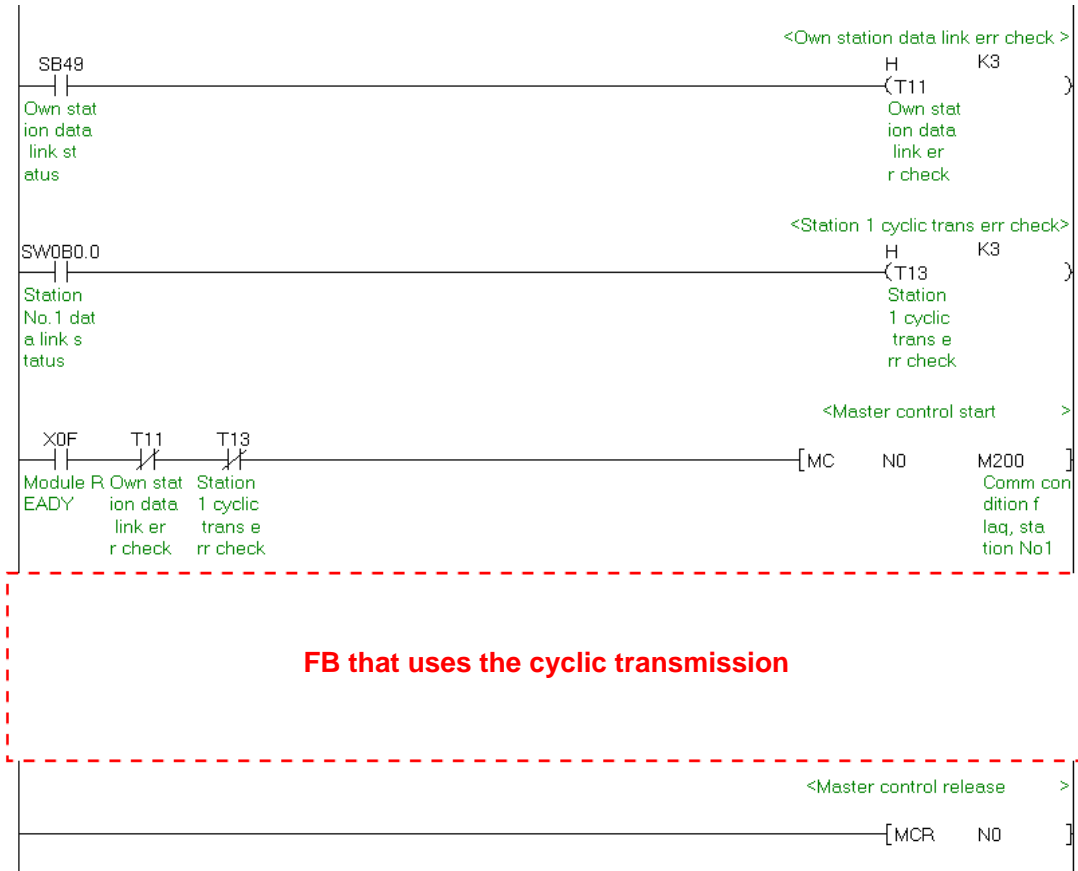 <Own station data link err check >
SB49 H K3
(T11 )
Own stat Own stat
ion data ion data
link st link er
atus r check
<Station 1 cyclic trans err check>
SW0B0.0 H K3
(T13 )
Station Station
No.1 dat 1 cyclic
a link s trans e
tatus rr check
<Master control start >
X0F T11 T13
[MC N0 M200 ]
Module R Own stat Station Comm con
EADY ion data 1 cyclic dition f
link er trans e laq, sta
r check rr check tion No1
FB that uses the cyclic transmission
<Master control release >
[MCR N0 ]